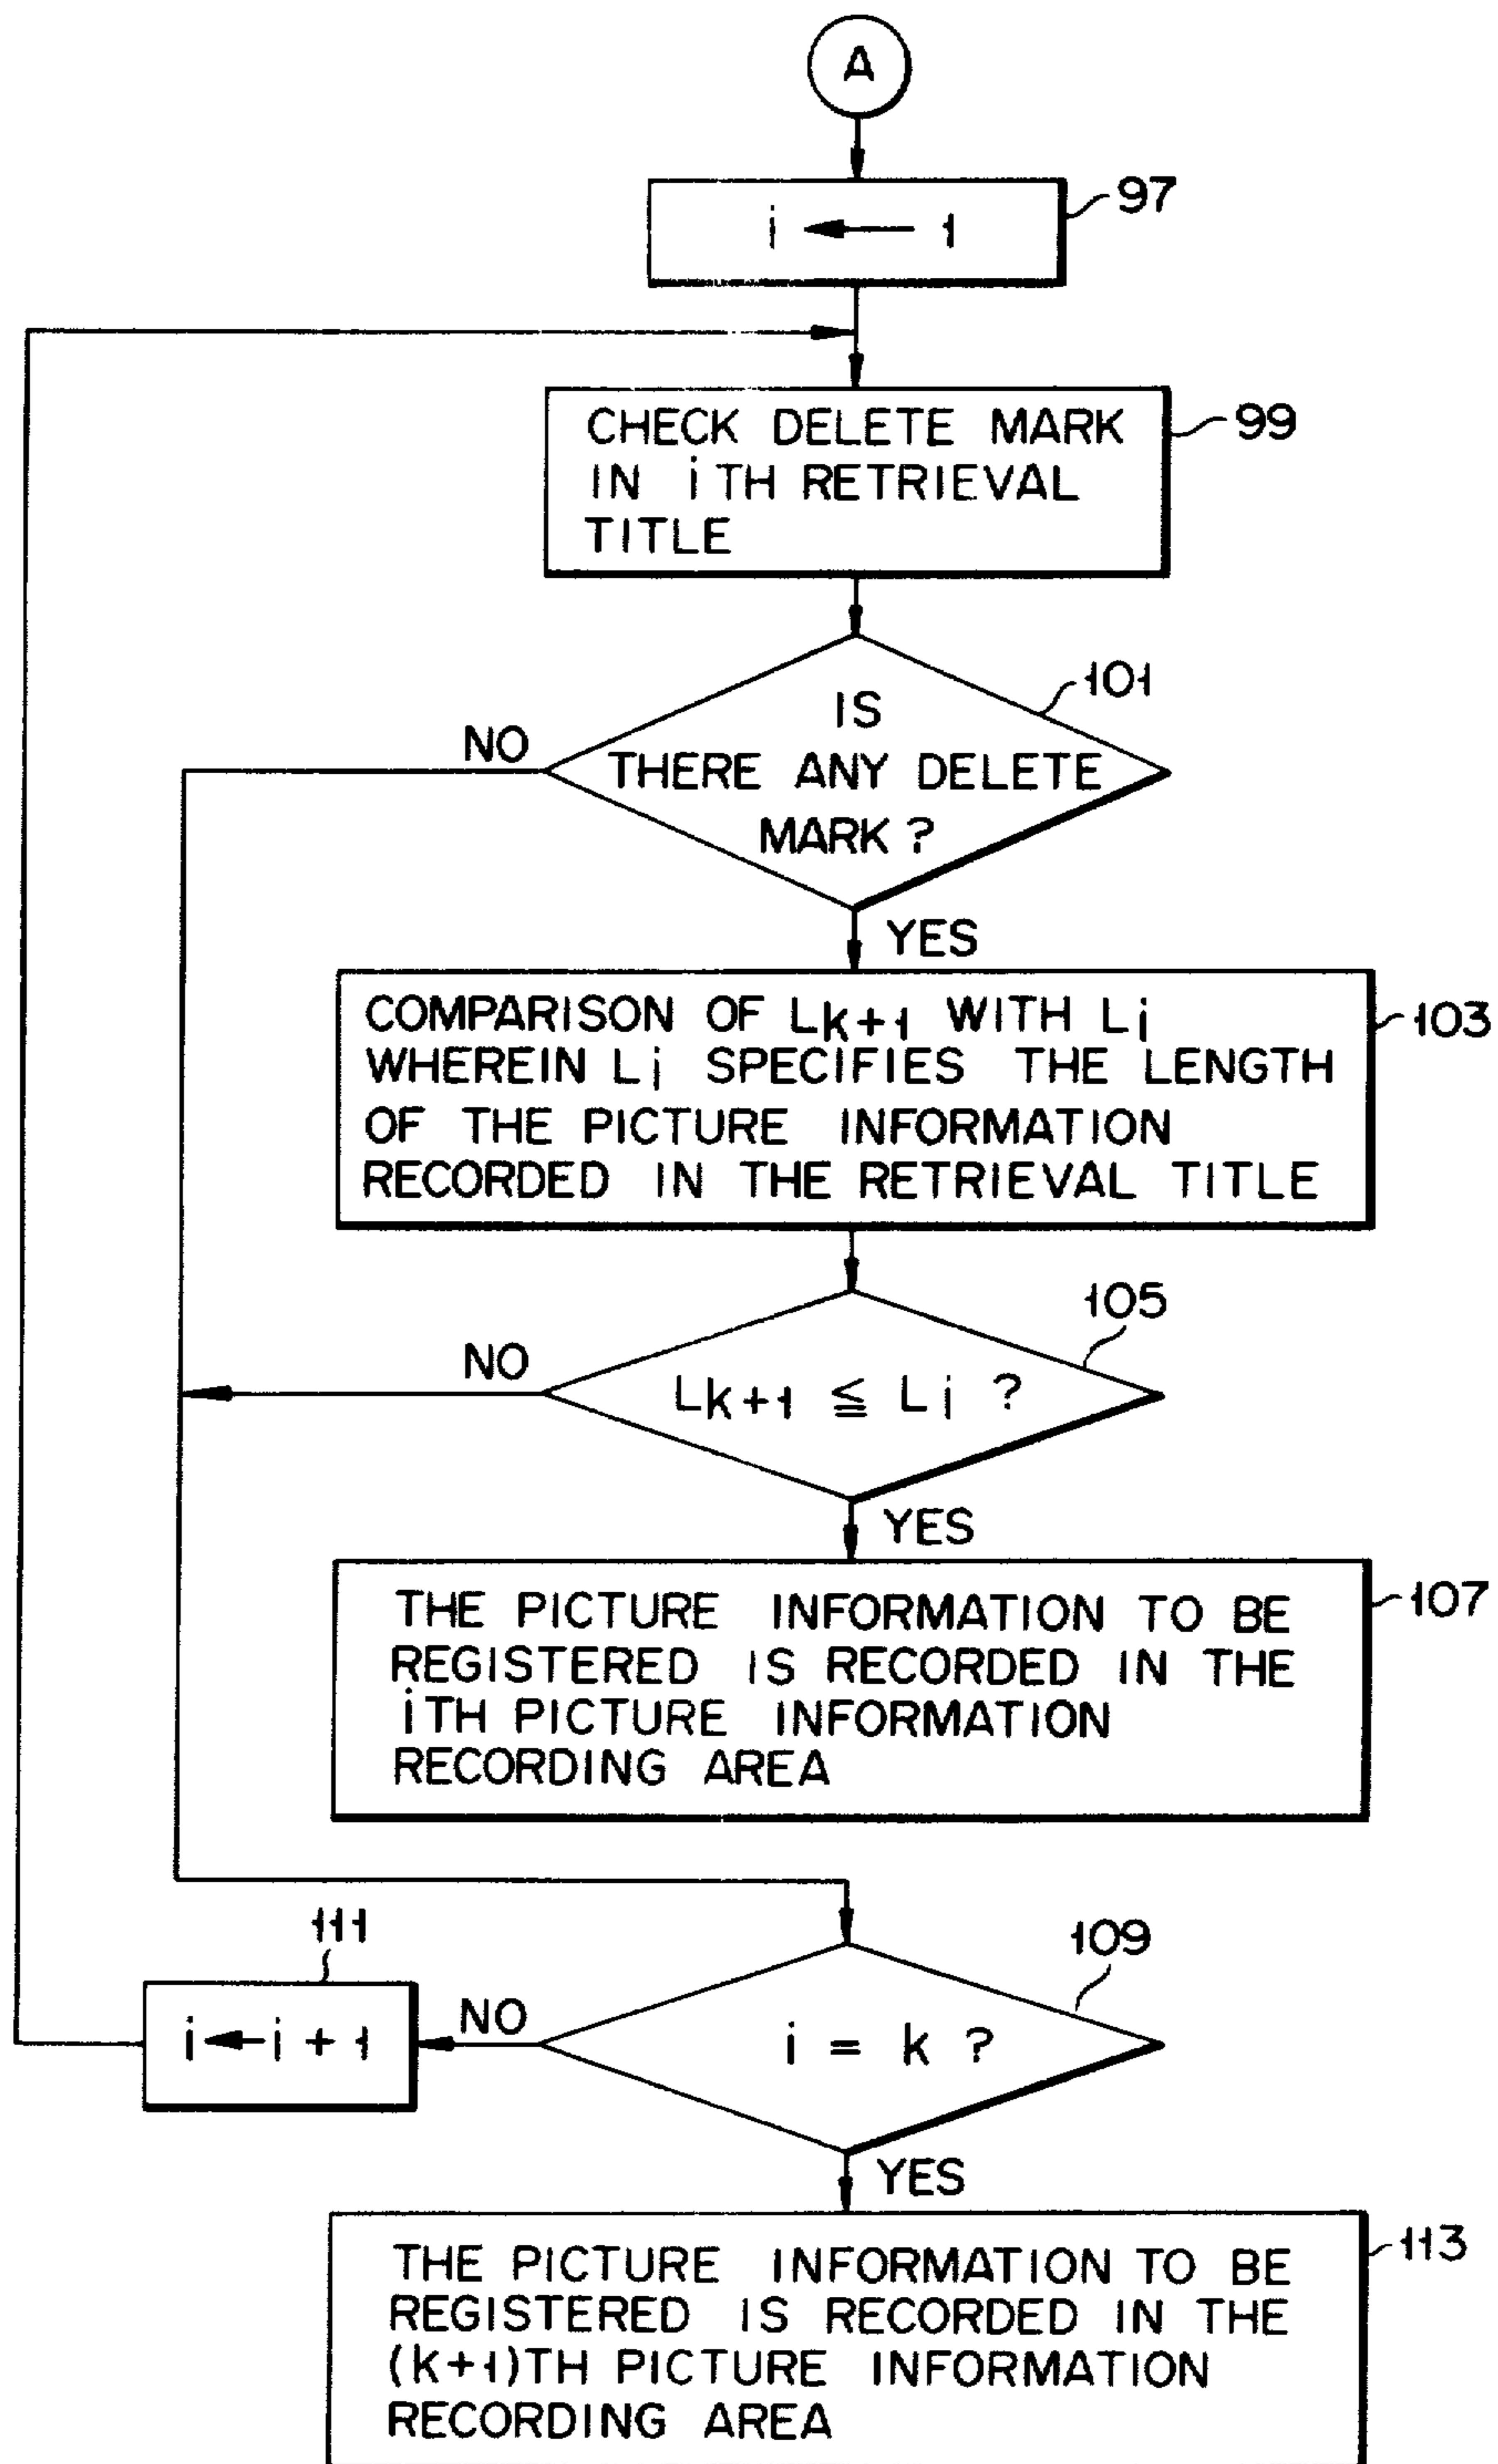 A
i ← 1
97
CHECK DELETE MARK
IN iTH RETRIEVAL
TITLE
99
IS
THERE ANY DELETE
MARK ?
101
NO
YES
COMPARISON OF Lk+1 WITH Li
WHEREIN Li SPECIFIES THE LENGTH
OF THE PICTURE INFORMATION
RECORDED IN THE RETRIEVAL TITLE
103
Lk+1 ≦ Li ?
105
NO
YES
THE PICTURE INFORMATION TO BE
REGISTERED IS RECORDED IN THE
iTH PICTURE INFORMATION
RECORDING AREA
107
i = k ?
109
NO
111
i ← i + 1
YES
THE PICTURE INFORMATION TO BE
REGISTERED IS RECORDED IN THE
(k+1)TH PICTURE INFORMATION
RECORDING AREA
113